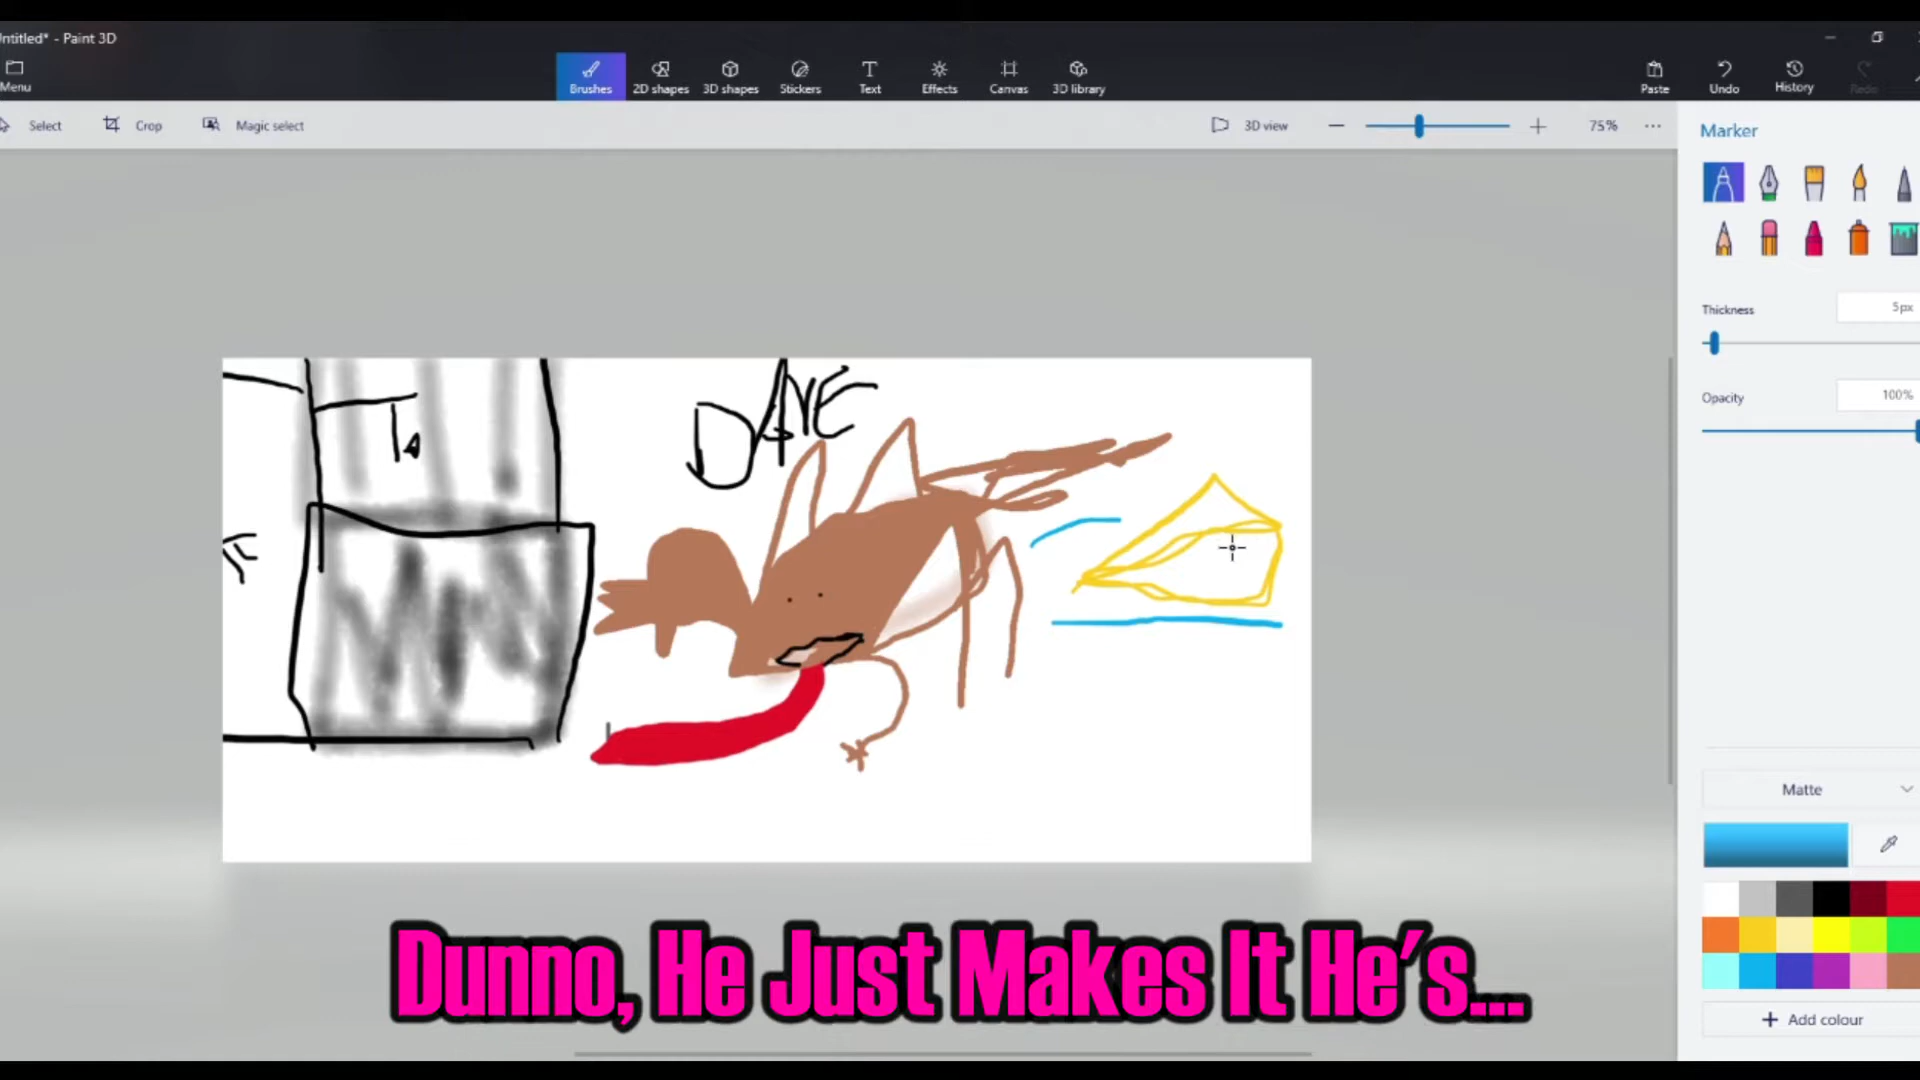 Untitled* - Paint 3D
Menu
Brushes
2D shapes
3D shapes
Stickers
Text
Effects
Canvas
3D library
Paste
Undo
History
Redo
Select
Crop
Magic select
3D view
75%
Marker
Thickness
5px
Opacity
100%
DAVE
Matte
Add colour
Dunno, He Just Makes It He's....